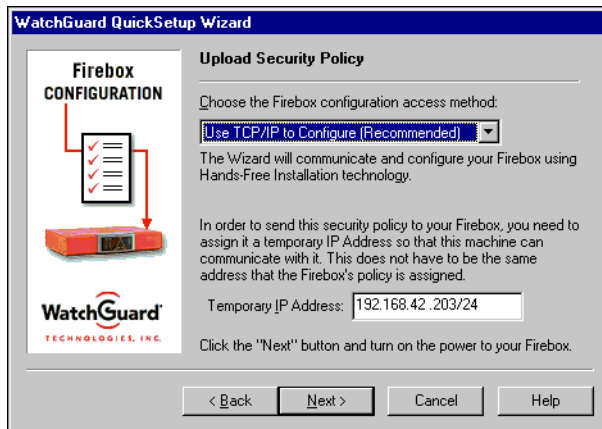 WatchGuard QuickSetup Wizard
Firebox
CONFIGURATION
WatchGuard
TECHNOLOGIES, INC.
Upload Security Policy
Choose the Firebox configuration access method:
Use TCP/IP to Configure (Recommended)
The Wizard will communicate and configure your Firebox using
Hands-Free Installation technology.
In order to send this security policy to your Firebox, you need to
assign it a temporary IP Address so that this machine can
communicate with it. This does not have to be the same
address that the Firebox's policy is assigned.
Temporary IP Address: 192.168.42 .203/24
Click the "Next" button and turn on the power to your Firebox.
< Back
Next >
Cancel
Help